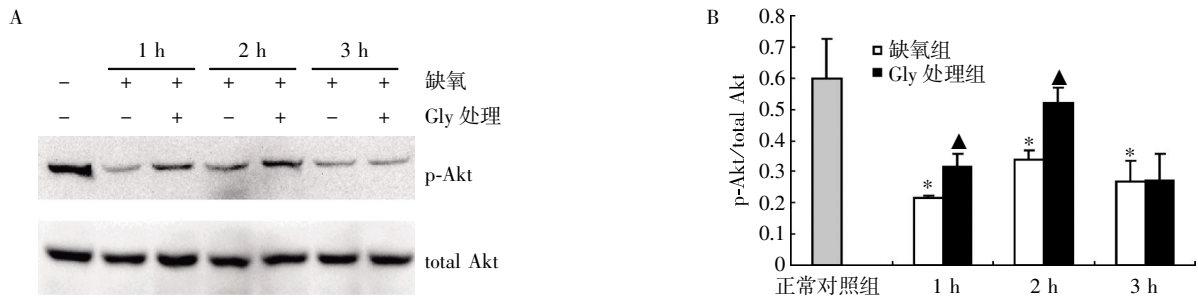 A
1 h 2 h 3 h
− + + + + + + 缺氧
− − + − + − + Gly 处理
p-Akt
total Akt
B
p-Akt/total Akt
0.8
0.7
0.6
0.5
0.4
0.3
0.2
0.1
0
缺氧组
Gly 处理组
▲
▲
*
*
*
正常对照组 1 h 2 h 3 h